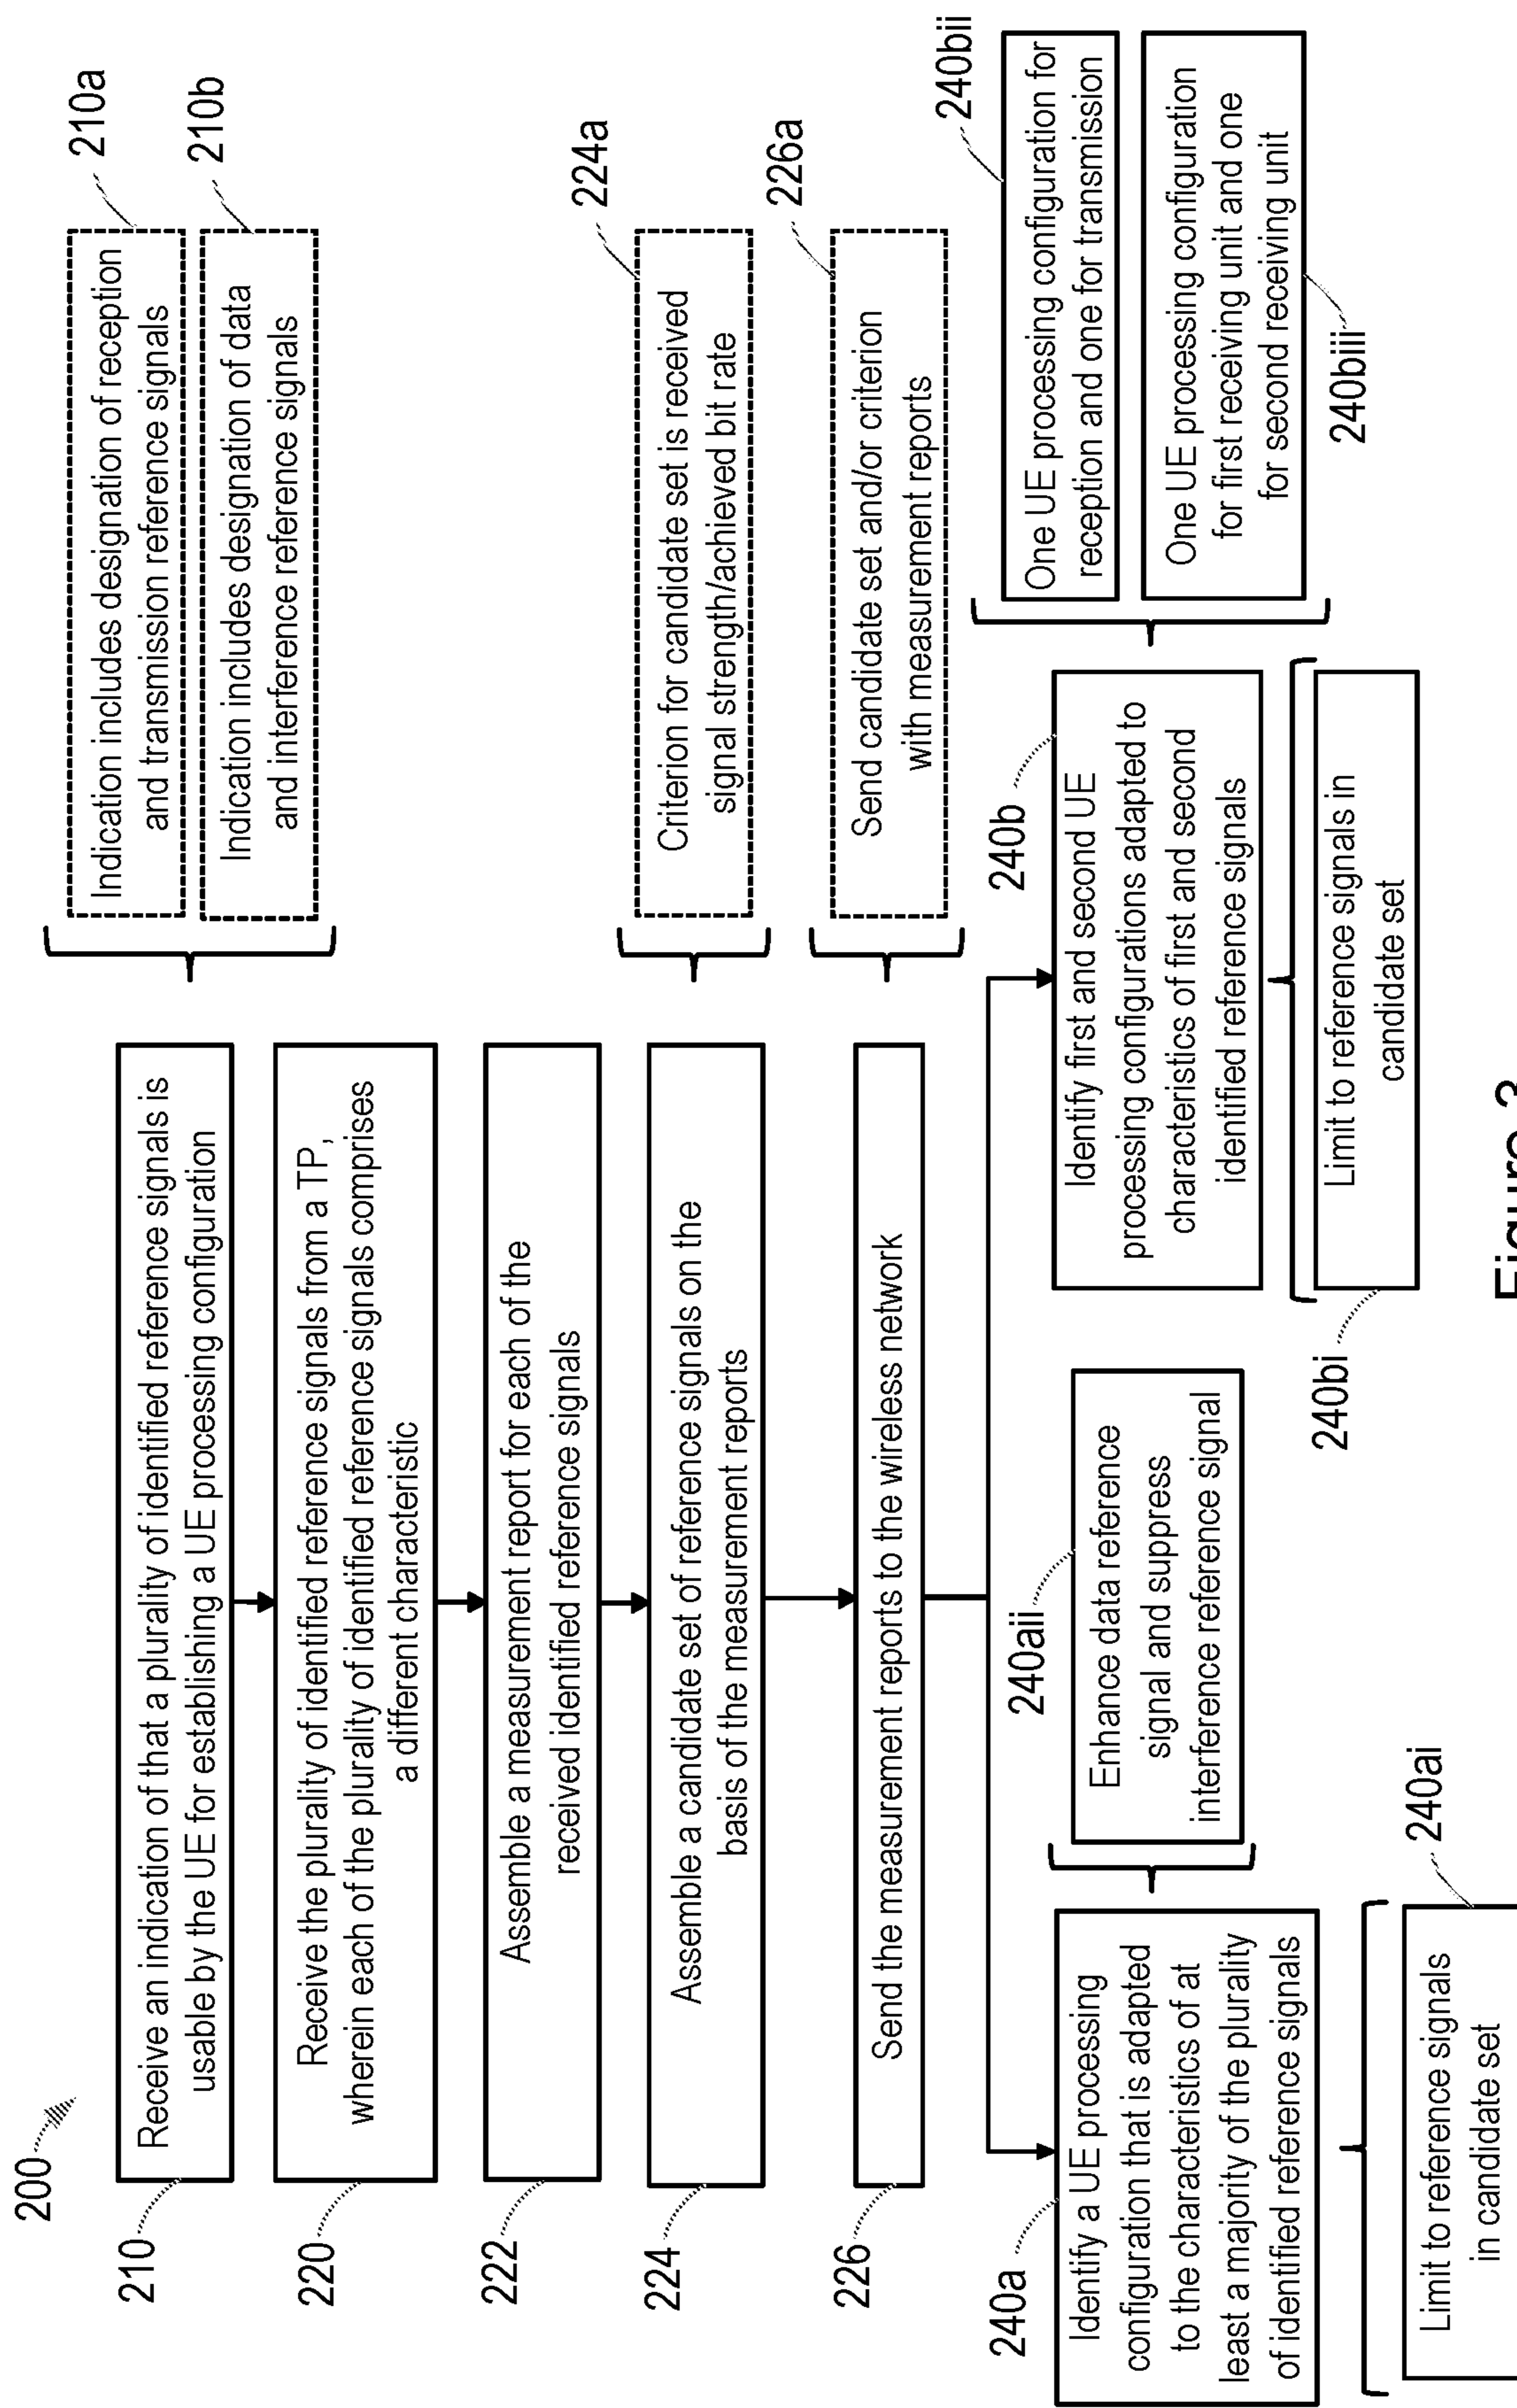 200
210
Receive an indication of that a plurality of identified reference signals is
usable by the UE for establishing a UE processing configuration
Indication includes designation of reception
and transmission reference signals
210a
Indication includes designation of data
and interference reference signals
210b
220
Receive the plurality of identified reference signals from a TP,
wherein each of the plurality of identified reference signals comprises
a different characteristic
222
Assemble a measurement report for each of the
received identified reference signals
224
Assemble a candidate set of reference signals on the
basis of the measurement reports
Criterion for candidate set is received
signal strength/achieved bit rate
224a
226
Send the measurement reports to the wireless network
Send candidate set and/or criterion
with measurement reports
226a
240a
Identify a UE processing
configuration that is adapted
to the characteristics of at
least a majority of the plurality
of identified reference signals
240aii
Enhance data reference
signal and suppress
interference reference signal
Limit to reference signals
in candidate set
240ai
240b
Identify first and second UE
processing configurations adapted to
characteristics of first and second
identified reference signals
240bi
Limit to reference signals in
candidate set
240bii
One UE processing configuration for
reception and one for transmission
One UE processing configuration
for first receiving unit and one
for second receiving unit
240biii
Figure 3